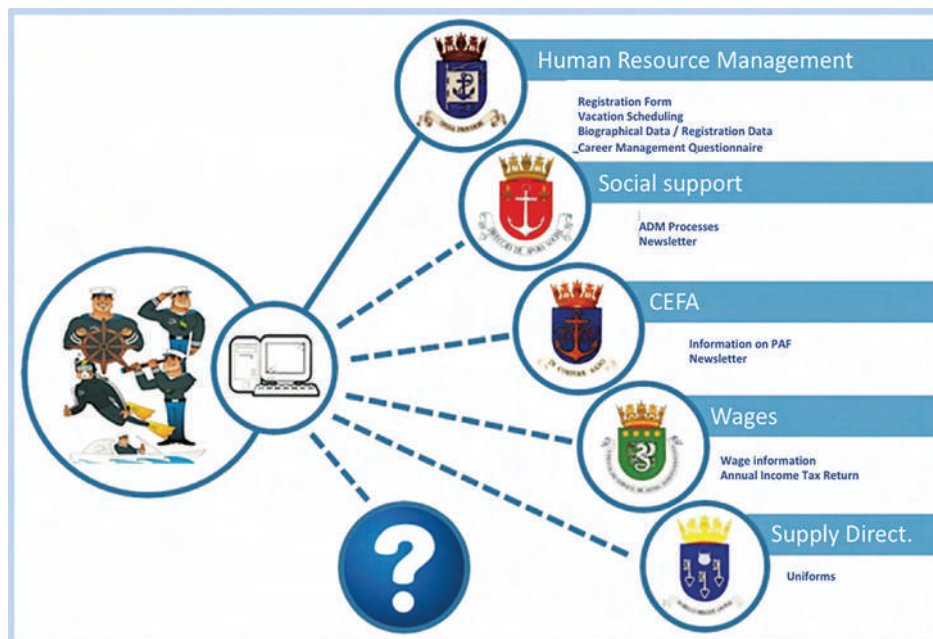 Human Resource Management
Registration Form
Vacation Scheduling
Biographical Data / Registration Data
Career Management Questionnaire
Social support
ADM Processes
Newsletter
CEFA
Information on PAF
Newsletter
Wages
Wage information
Annual Income Tax Return
Supply Direct.
Uniforms
?